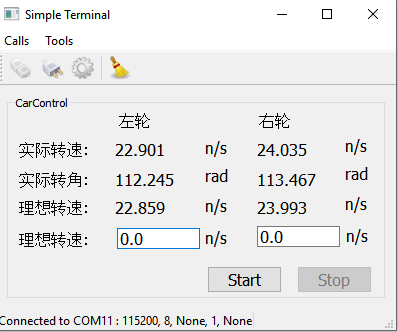 Simple Terminal
Calls Tools
CarControl
左轮 右轮
实际转速: 22.901 n/s 24.035 n/s
实际转角: 112.245 rad 113.467 rad
理想转速: 22.859 n/s 23.993 n/s
理想转速: 0.0 n/s 0.0 n/s
Start Stop
Connected to COM11 : 115200, 8, None, 1, None